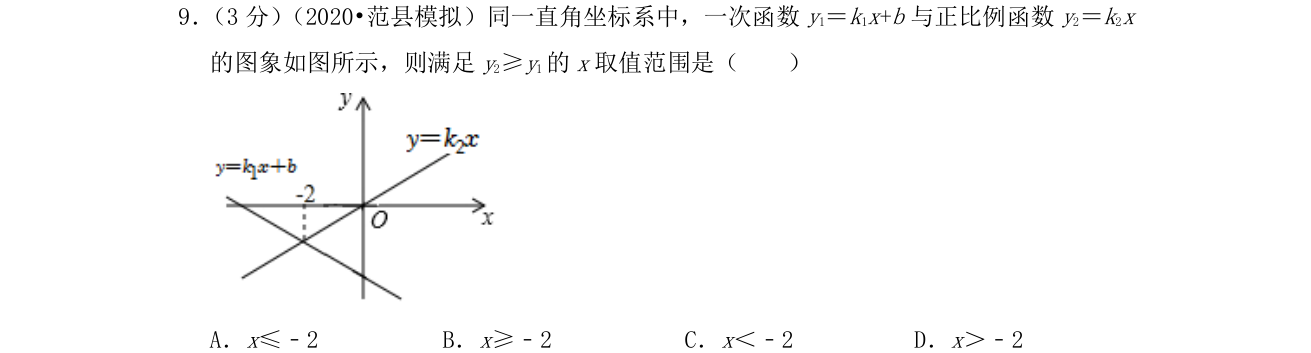 9．（3 分）（2020•范县模拟）同一直角坐标系中，一次函数 y₁＝k₁x+b 与正比例函数 y₂＝k₂x
的图象如图所示，则满足 y₂≥y₁ 的 x 取值范围是（　　）
y
y=k₂x
y=k₁x+b
-2
O
x
A．x≤﹣2 B．x≥﹣2 C．x＜﹣2 D．x＞﹣2